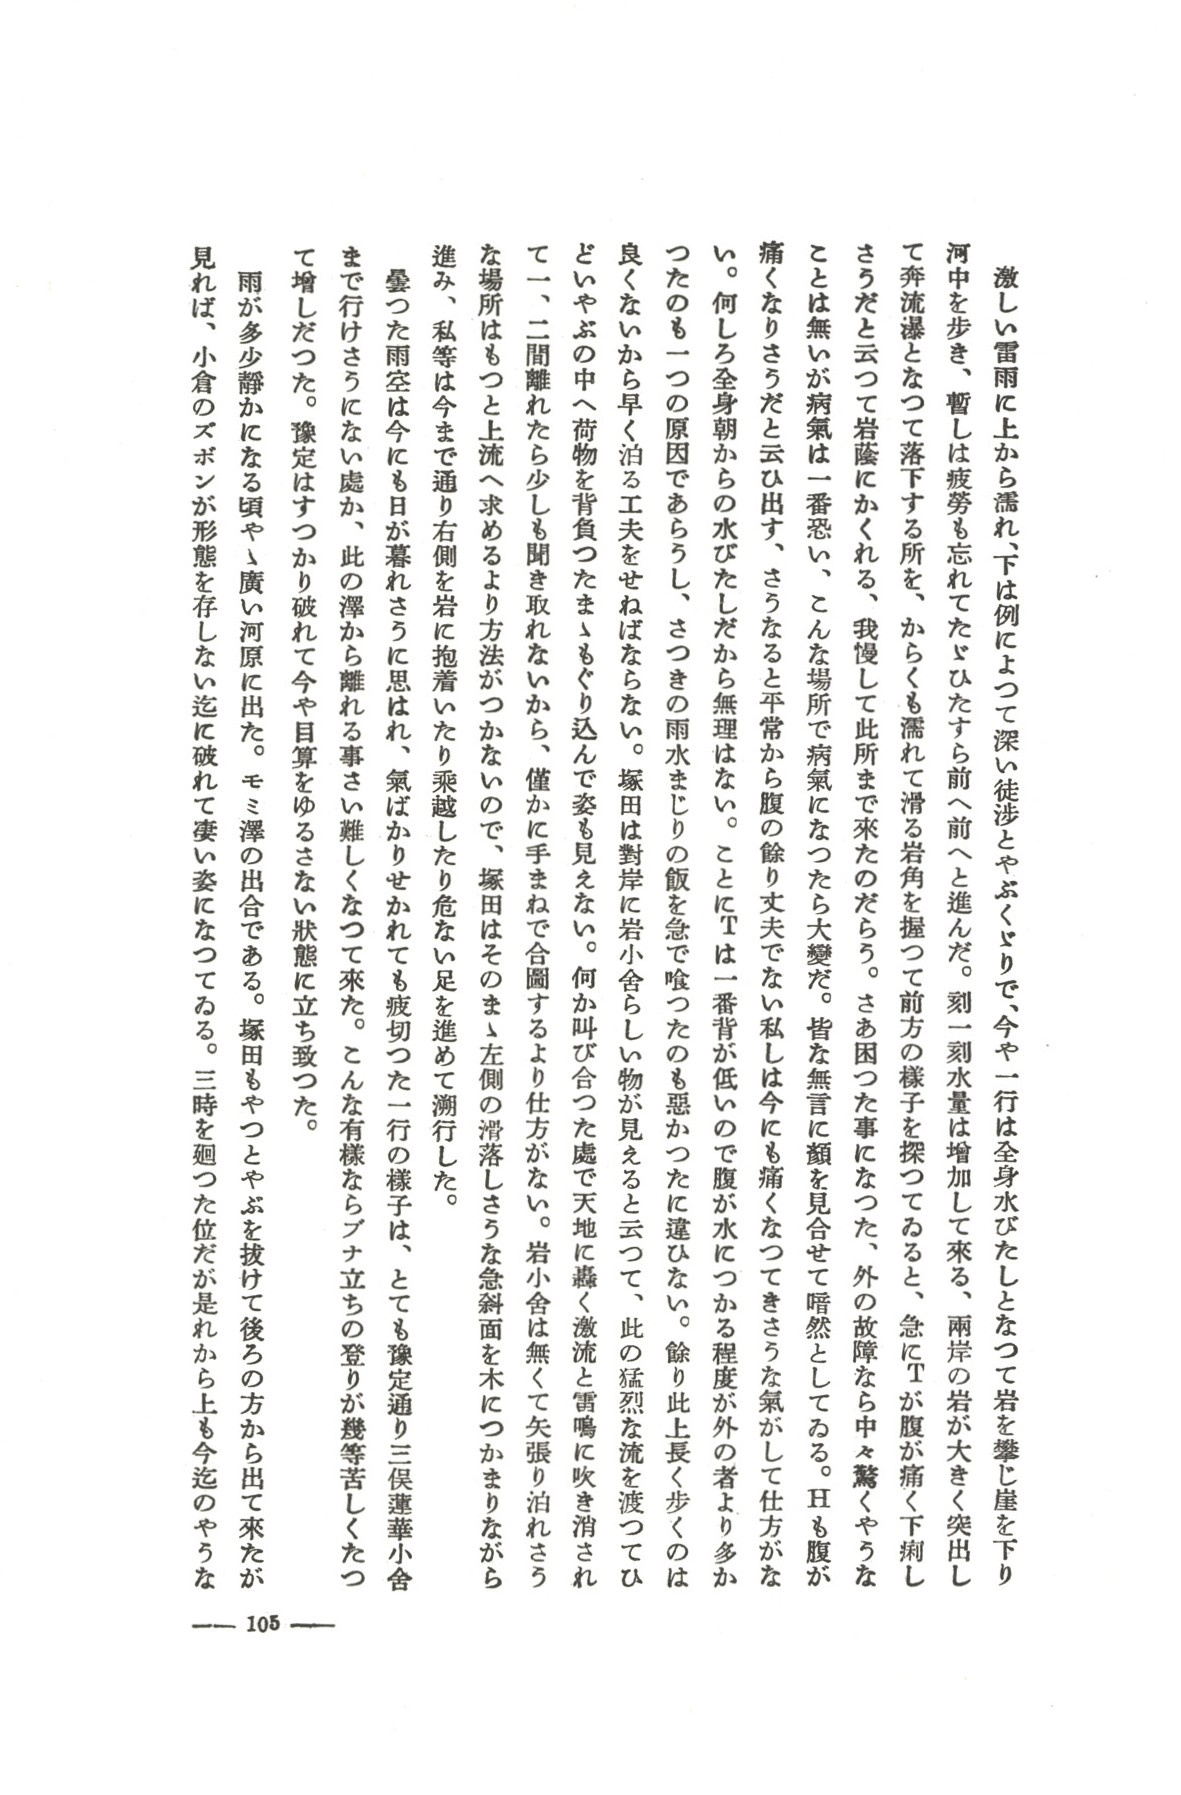 激しい雷雨に上から濡れ、下は例によつて深い徒渉とやぶくゞりで、今や一行は全身水びたしとなつて岩を攀じ崖を下り
河中を歩き、暫しは疲勞も忘れてたゞひたすら前へ前へと進んだ。刻一刻水量は增加して來る、兩岸の岩が大きく突出し
て奔流瀑となつて落下する所を、からくも濡れて滑る岩角を握つて前方の樣子を探つてゐると、急にTが腹が痛く下痢し
さうだと云つて岩蔭にかくれる、我慢して此所まで來たのだらう。さあ困つた事になつた、外の故障なら中々驚くやうな
ことは無いが病氣は一番恐い、こんな場所で病氣になつたら大變だ。皆な無言に顏を見合せて喑然としてゐる。Hも腹が
痛くなりさうだと云ひ出す、さうなると平常から腹の餘り丈夫でない私しは今にも痛くなつてきさうな氣がして仕方がな
い。何しろ全身朝からの水びたしだから無理はない。ことにTは一番背が低いので腹が水につかる程度が外の者より多か
つたのも一つの原因であらうし、さつきの雨水まじりの飯を急で喰つたのも惡かつたに違ひない。餘り此上長く步くのは
良くないから早く泊る工夫をせねばならない。塚田は對岸に岩小舍らしい物が見えると云つて、此の猛烈な流を渡つてひ
どいやぶの中へ荷物を背負つたまゝもぐり込んで姿も見えない。何か叫び合つた處で天地に轟く激流と雷鳴に吹き消され
て一、二間離れたら少しも聞き取れないから、僅かに手まねで合圖するより仕方がない。岩小舍は無くて矢張り泊れさう
な場所はもつと上流へ求めるより方法がつかないので、塚田はそのまゝ左側の滑落しさうな急斜面を木につかまりながら
進み、私等は今まで通り右側を岩に抱着いたり乘越したり危ない足を進めて溯行した。
曇つた雨空は今にも日が暮れさうに思はれ、氣ばかりせかれても疲切つた一行の樣子は、とても豫定通り三俣蓮華小舍
まで行けさうにない處か、此の澤から離れる事さい難しくなつて來た。こんな有樣ならブナ立ちの登りが幾等苦しくたつ
て增しだつた。豫定はすつかり破れて今や目算をゆるさない狀態に立ち致つた。
雨が多少靜かになる頃やゝ廣い河原に出た。モミ澤の出合である。塚田もやつとやぶを拔けて後ろの方から出て來たが
見れば、小倉のズボンが形態を存しない迄に破れて凄い姿になつてゐる。三時を廻つた位だが是れから上も今迄のやうな
— 105 —